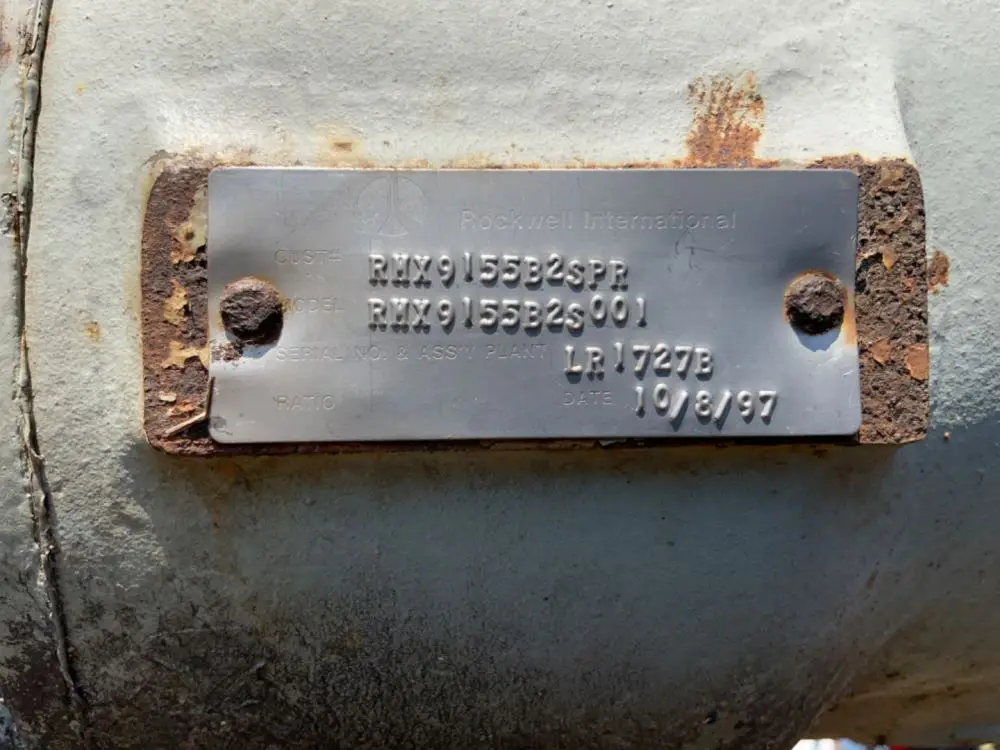 Rockwell International
CUST# RMX9155B2SPR
MODEL RMX9155B2S001
SERIAL NO. & ASS'Y PLANT LR1727B
RATIO DATE 10/8/97